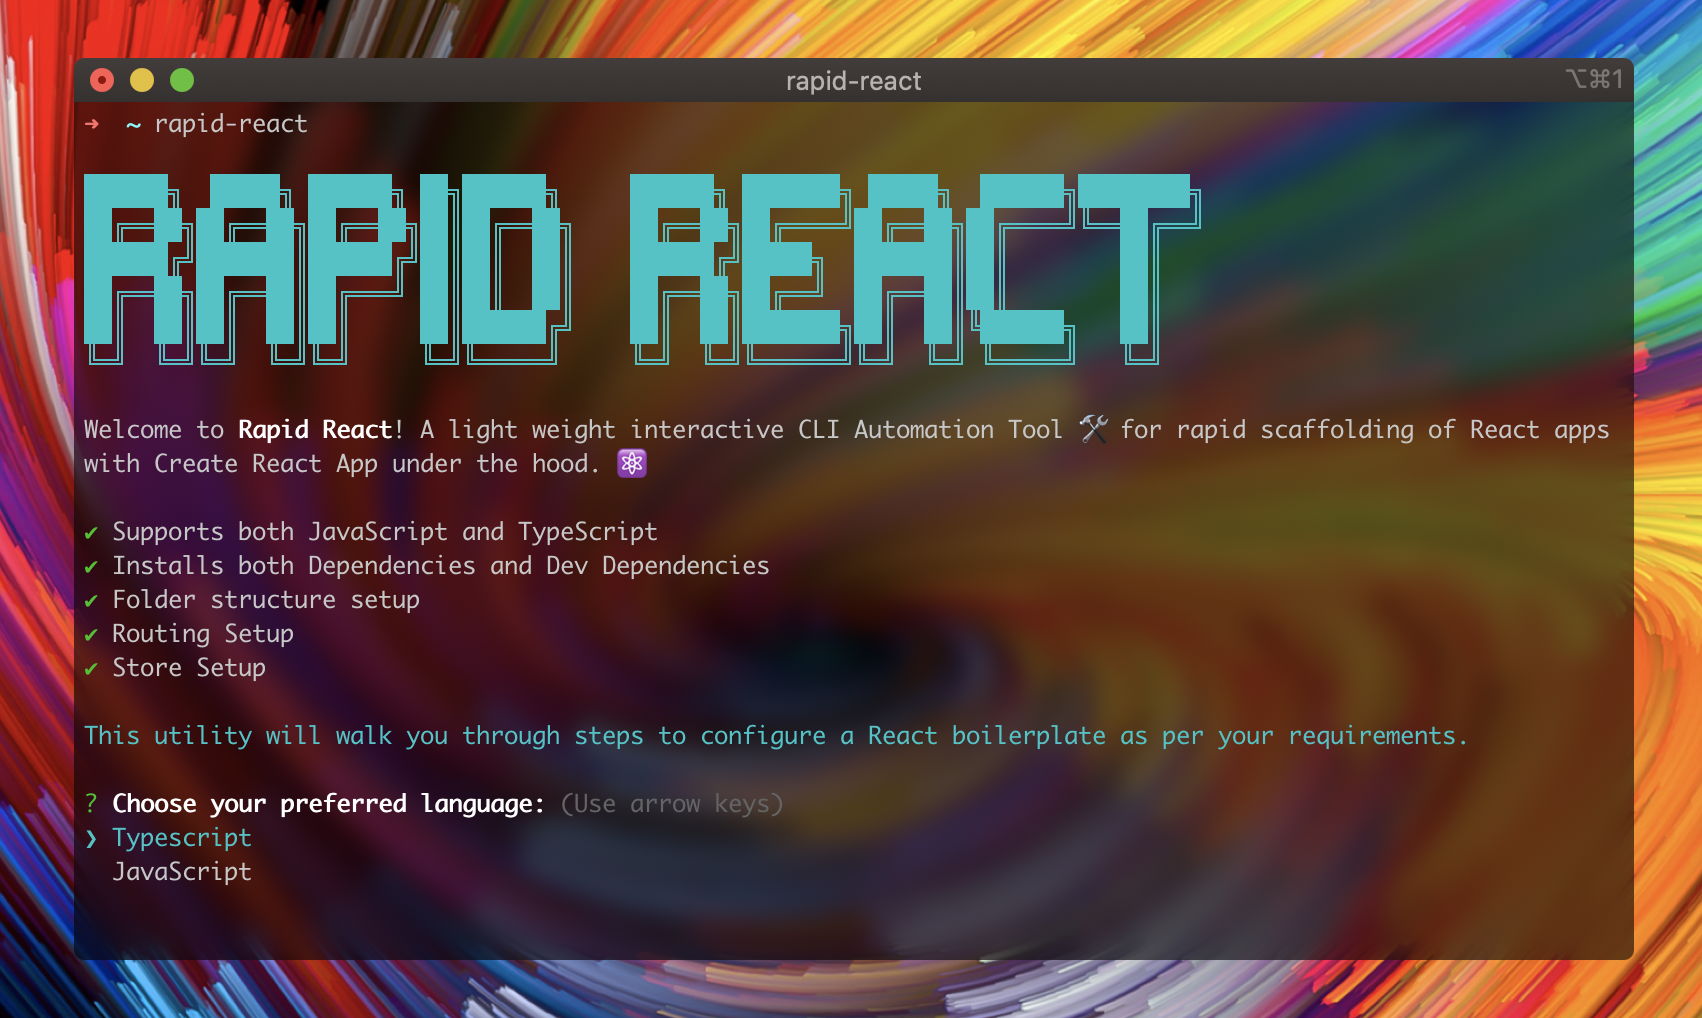 rapid-react
⌥⌘1
➜ ~ rapid-react
RAPID REACT
Welcome to Rapid React! A light weight interactive CLI Automation Tool 🛠 for rapid scaffolding of React apps
with Create React App under the hood. ⚛️
✔ Supports both JavaScript and TypeScript
✔ Installs both Dependencies and Dev Dependencies
✔ Folder structure setup
✔ Routing Setup
✔ Store Setup
This utility will walk you through steps to configure a React boilerplate as per your requirements.
? Choose your preferred language: (Use arrow keys)
❯ Typescript
JavaScript